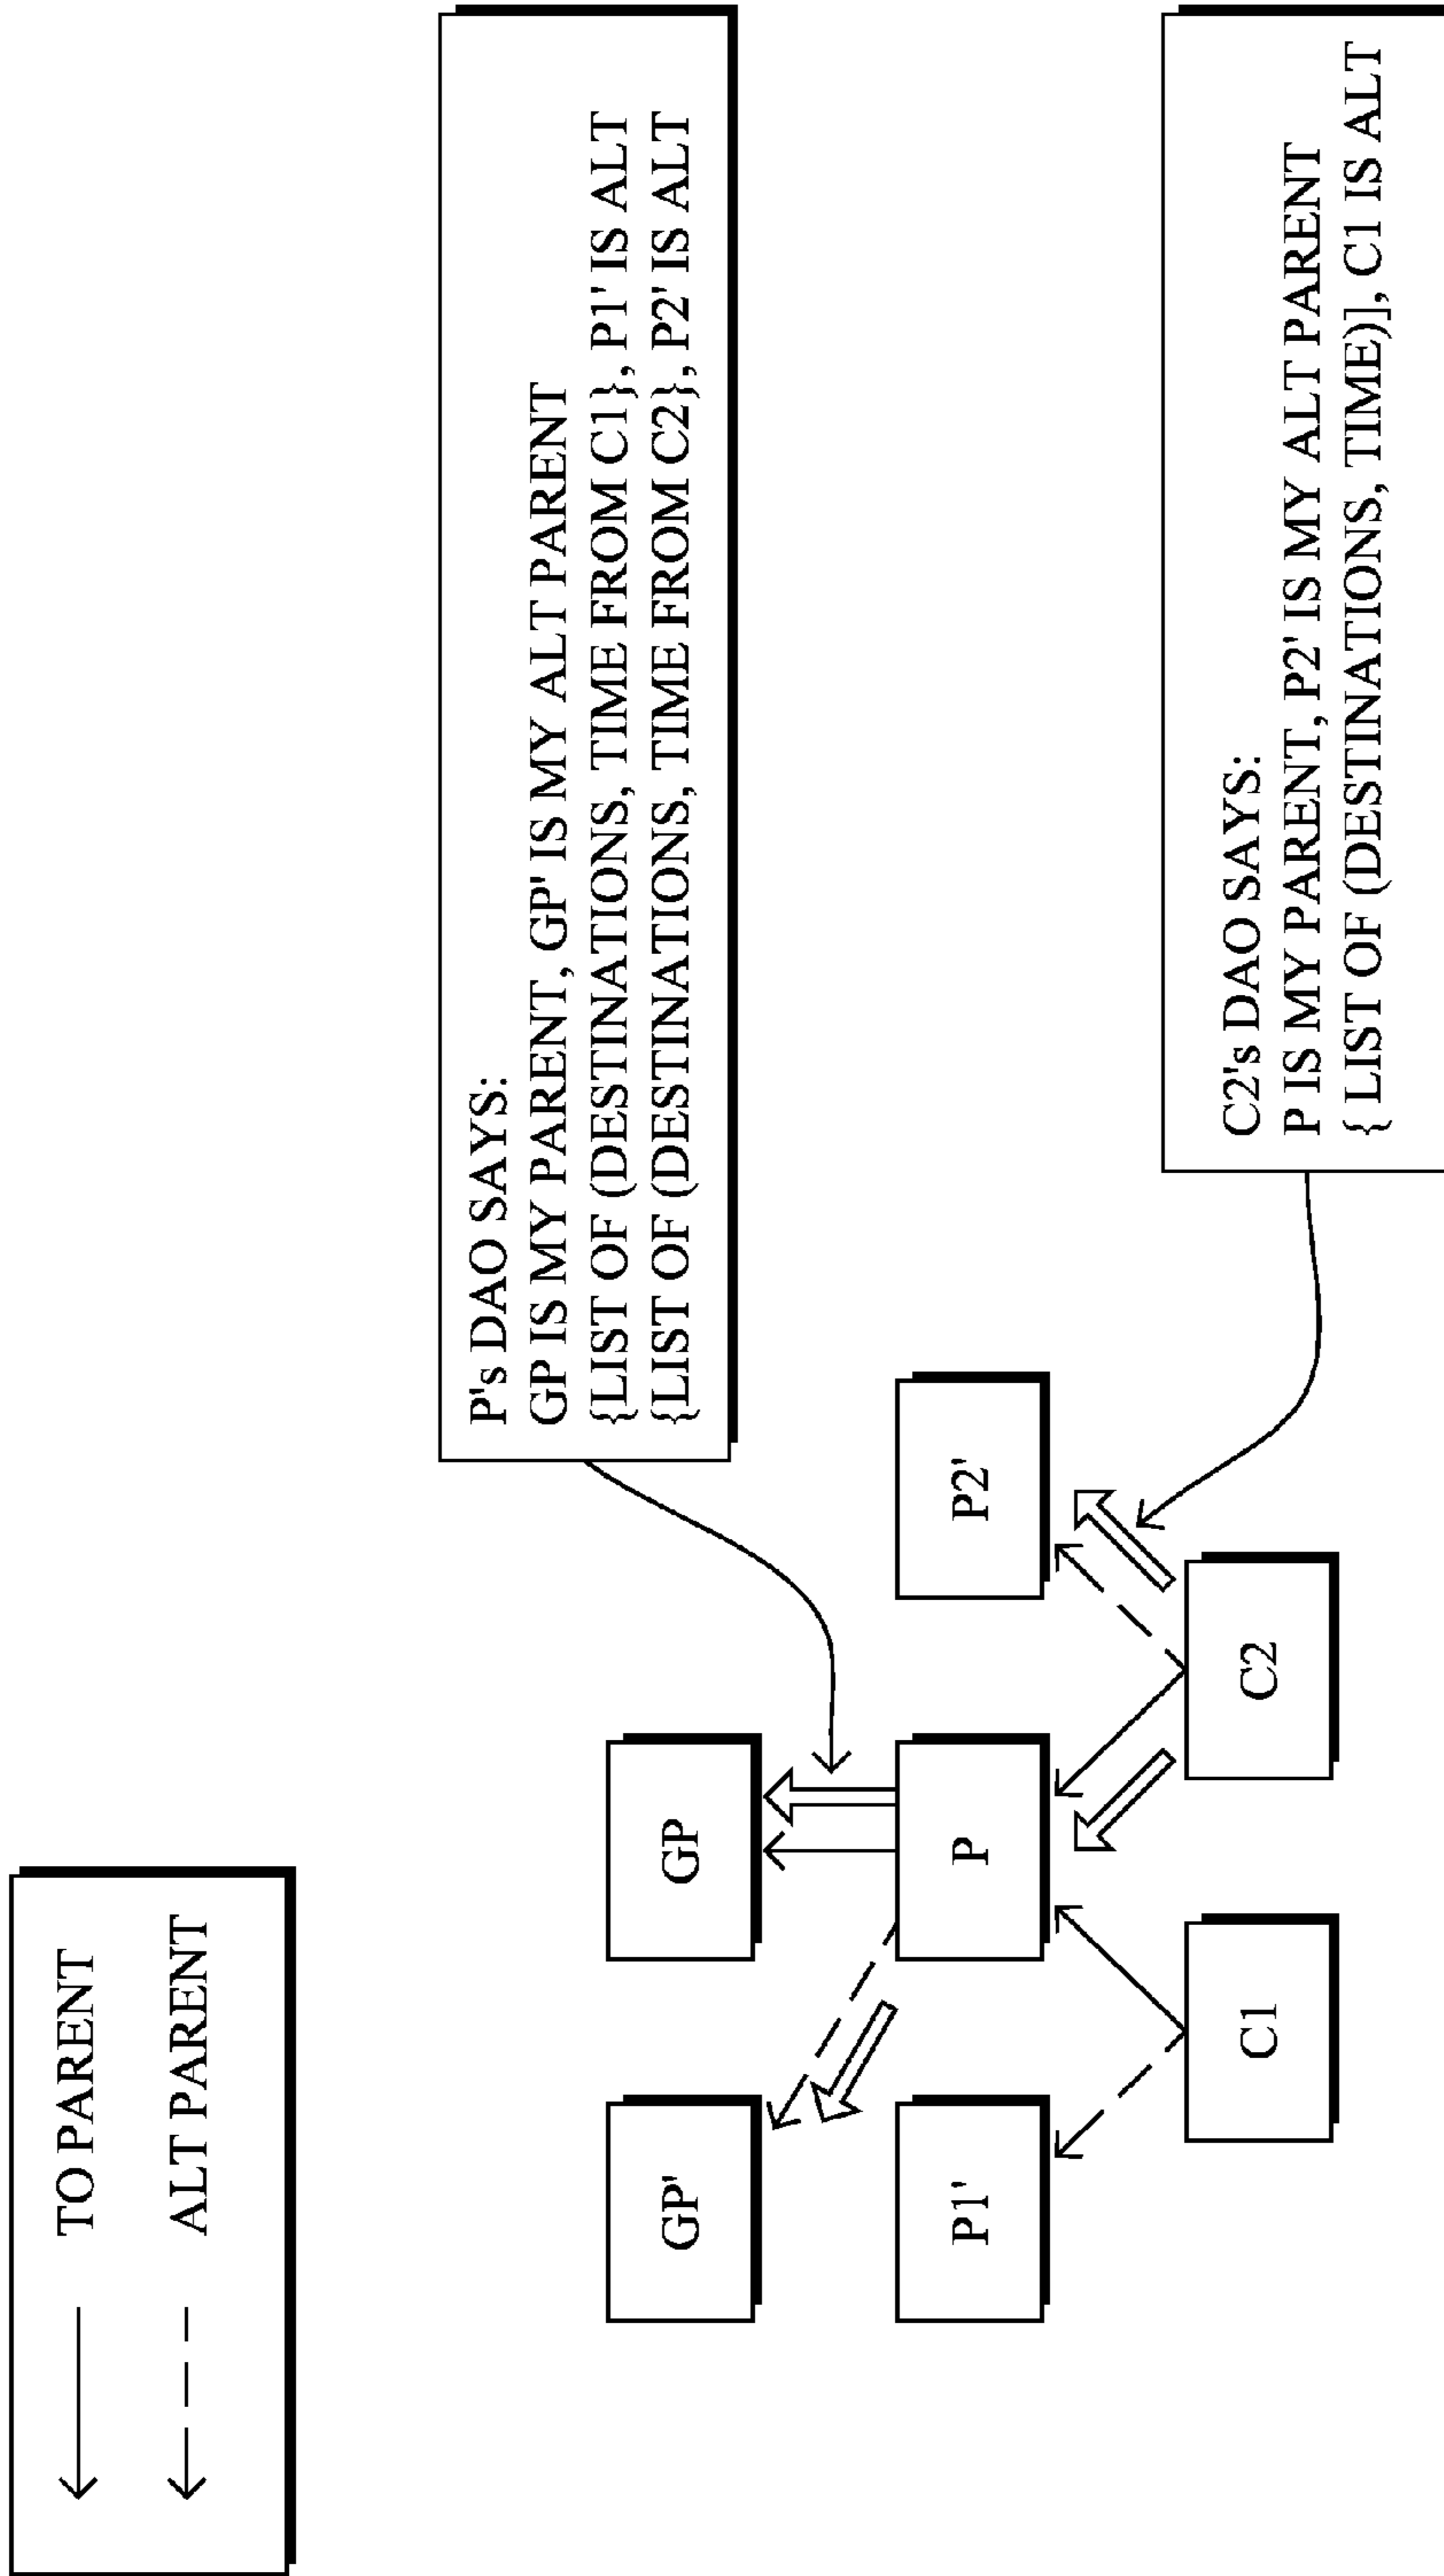 TO PARENT
ALT PARENT
P's DAO SAYS:
GP IS MY PARENT, GP' IS MY ALT PARENT
{LIST OF (DESTINATIONS, TIME FROM C1}, P1' IS ALT
{LIST OF (DESTINATIONS, TIME FROM C2}, P2' IS ALT
GP'
GP
P1'
P
P2'
C1
C2
C2's DAO SAYS:
P IS MY PARENT, P2' IS MY ALT PARENT
{ LIST OF (DESTINATIONS, TIME)], C1 IS ALT